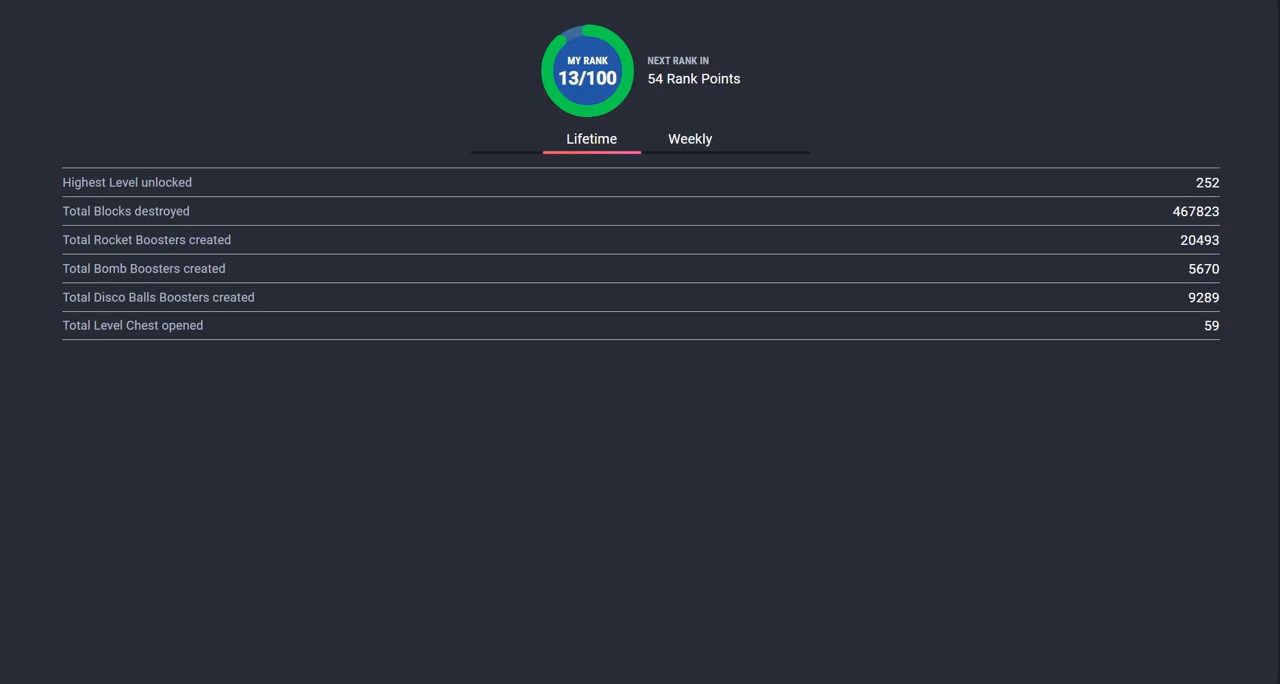 MY RANK
13/100
NEXT RANK IN
54 Rank Points
Lifetime Weekly
Highest Level unlocked 252
Total Blocks destroyed 467823
Total Rocket Boosters created 20493
Total Bomb Boosters created 5670
Total Disco Balls Boosters created 9289
Total Level Chest opened 59